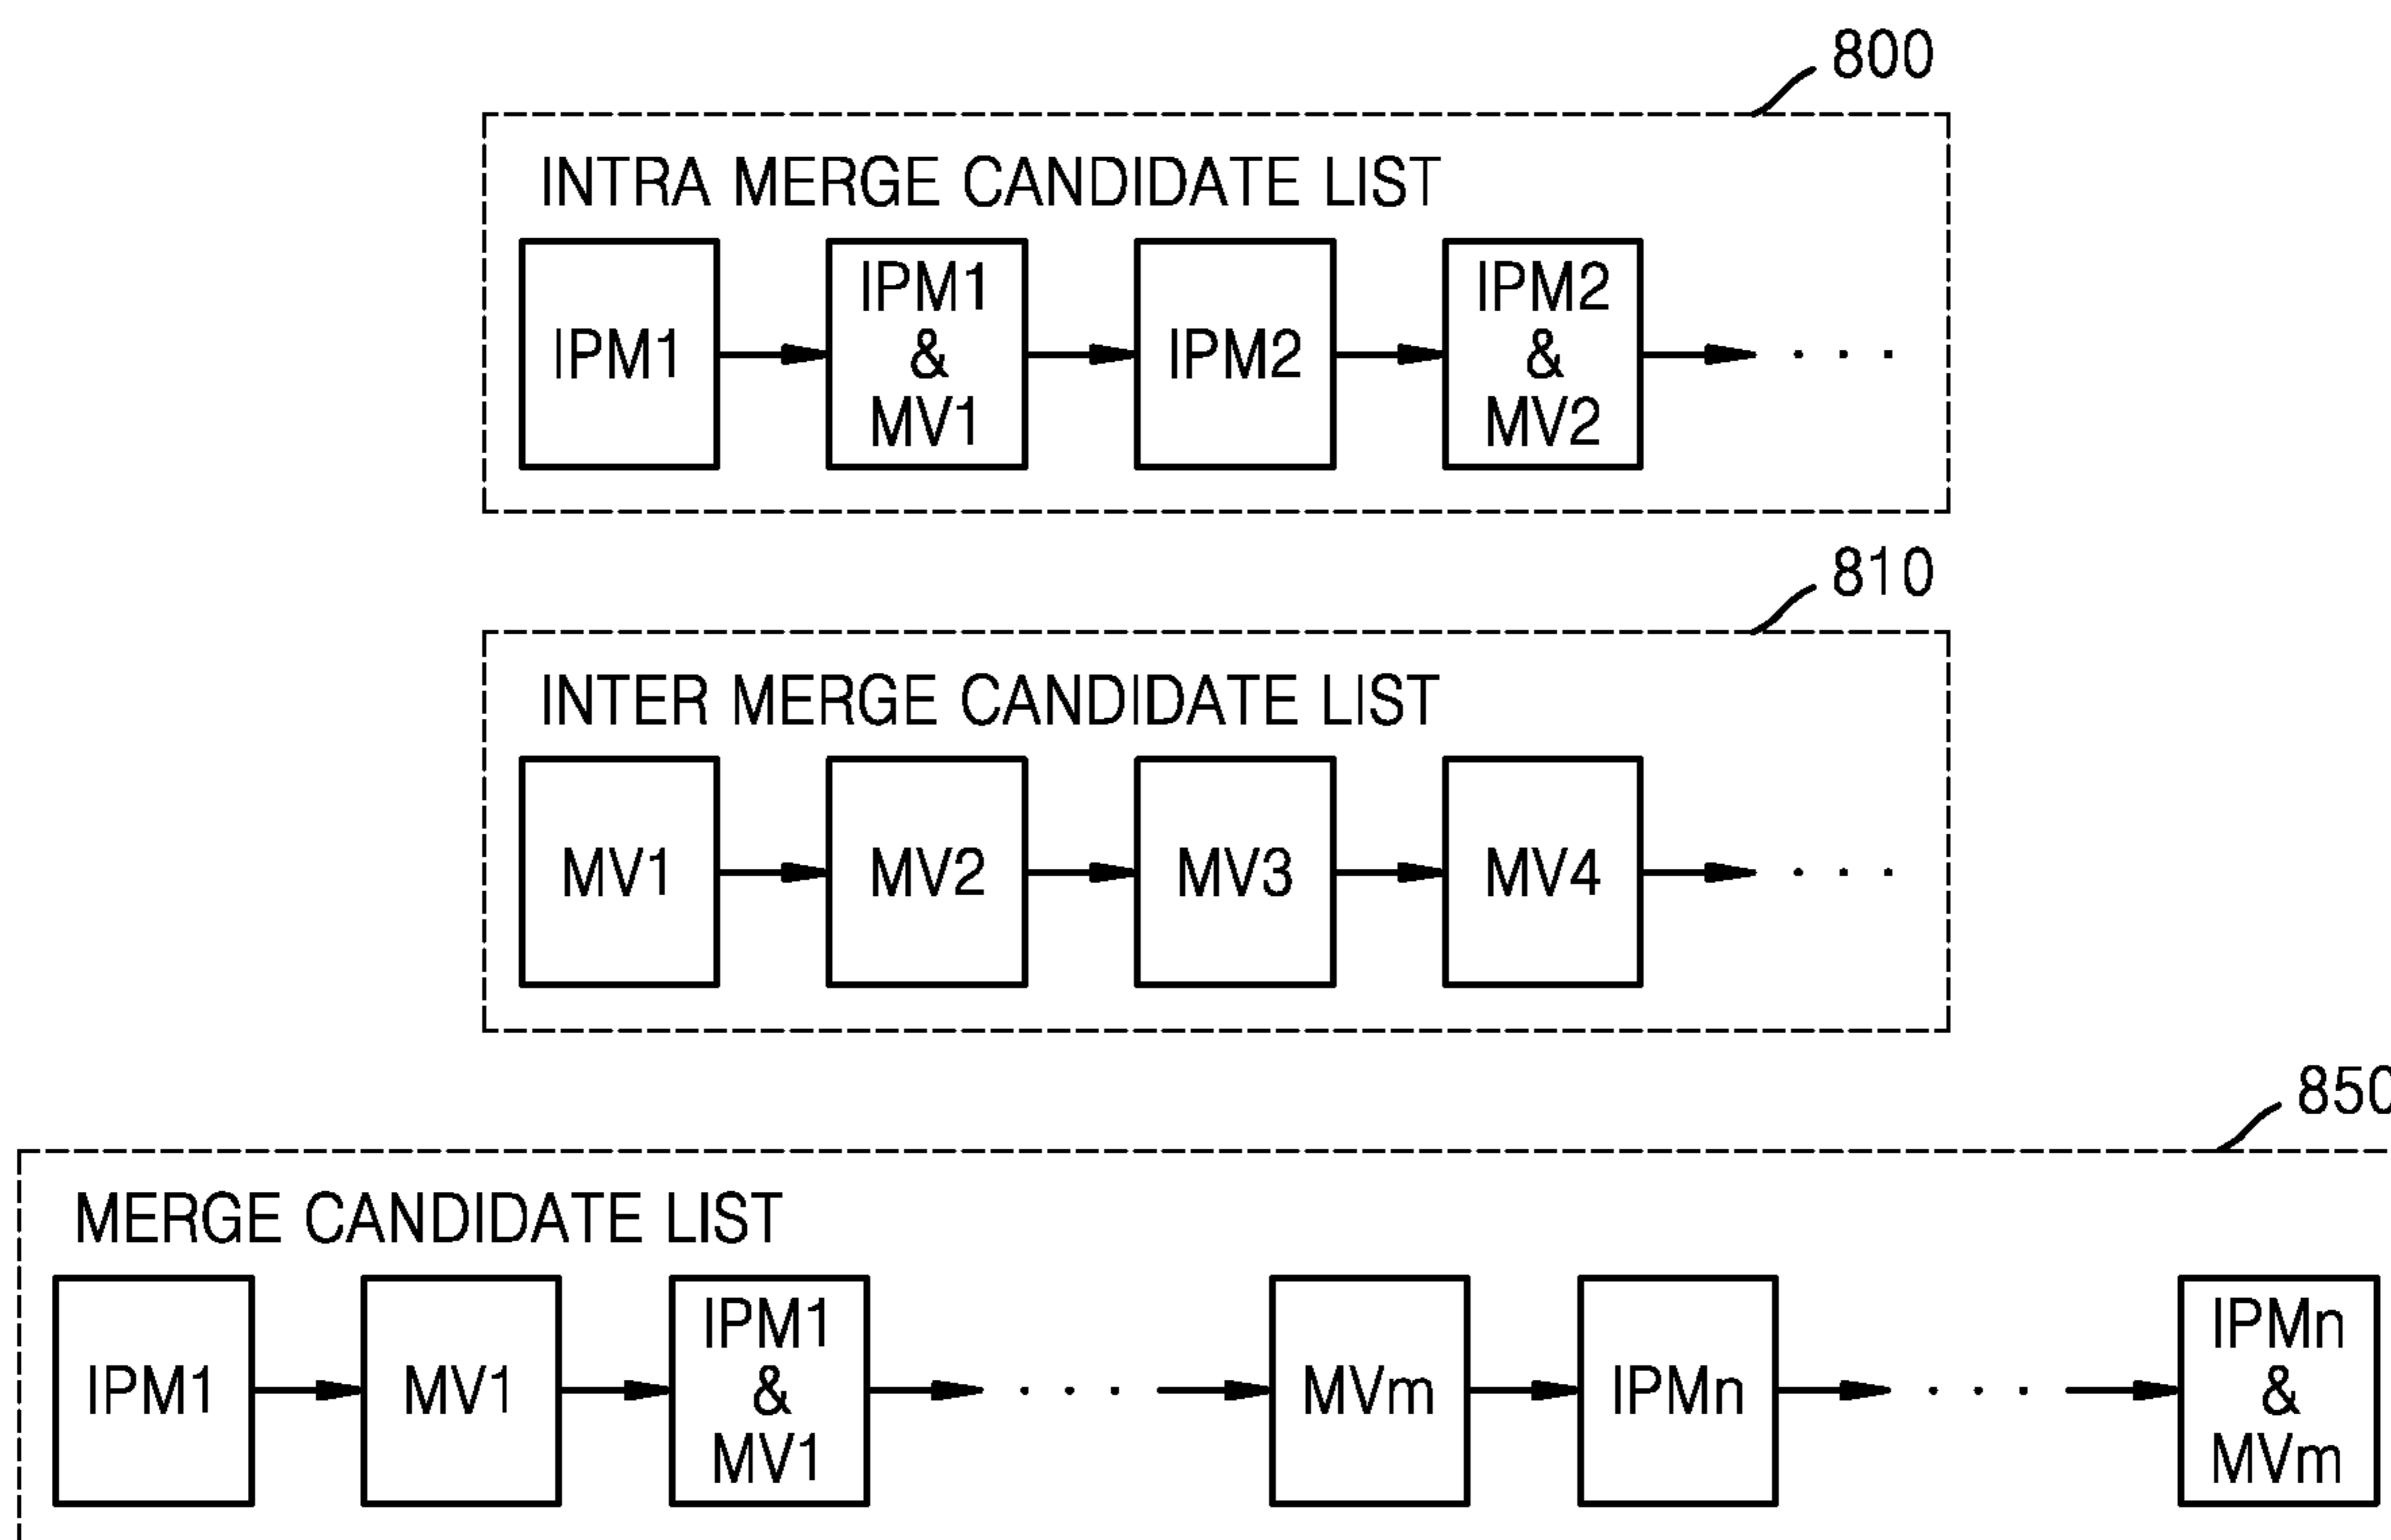 800
INTRA MERGE CANDIDATE LIST
IPM1
IPM1
&
MV1
IPM2
IPM2
&
MV2
. . .
810
INTER MERGE CANDIDATE LIST
MV1
MV2
MV3
MV4
. . .
850
MERGE CANDIDATE LIST
IPM1
MV1
IPM1
&
MV1
. . .
MVm
IPMn
. . .
IPMn
&
MVm